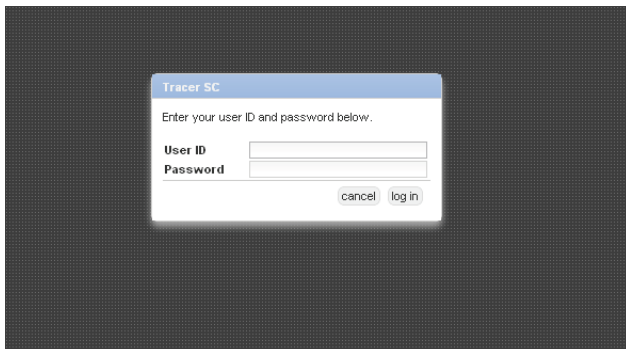 Tracer SC
Enter your user ID and password below.
User ID
Password
cancel log in